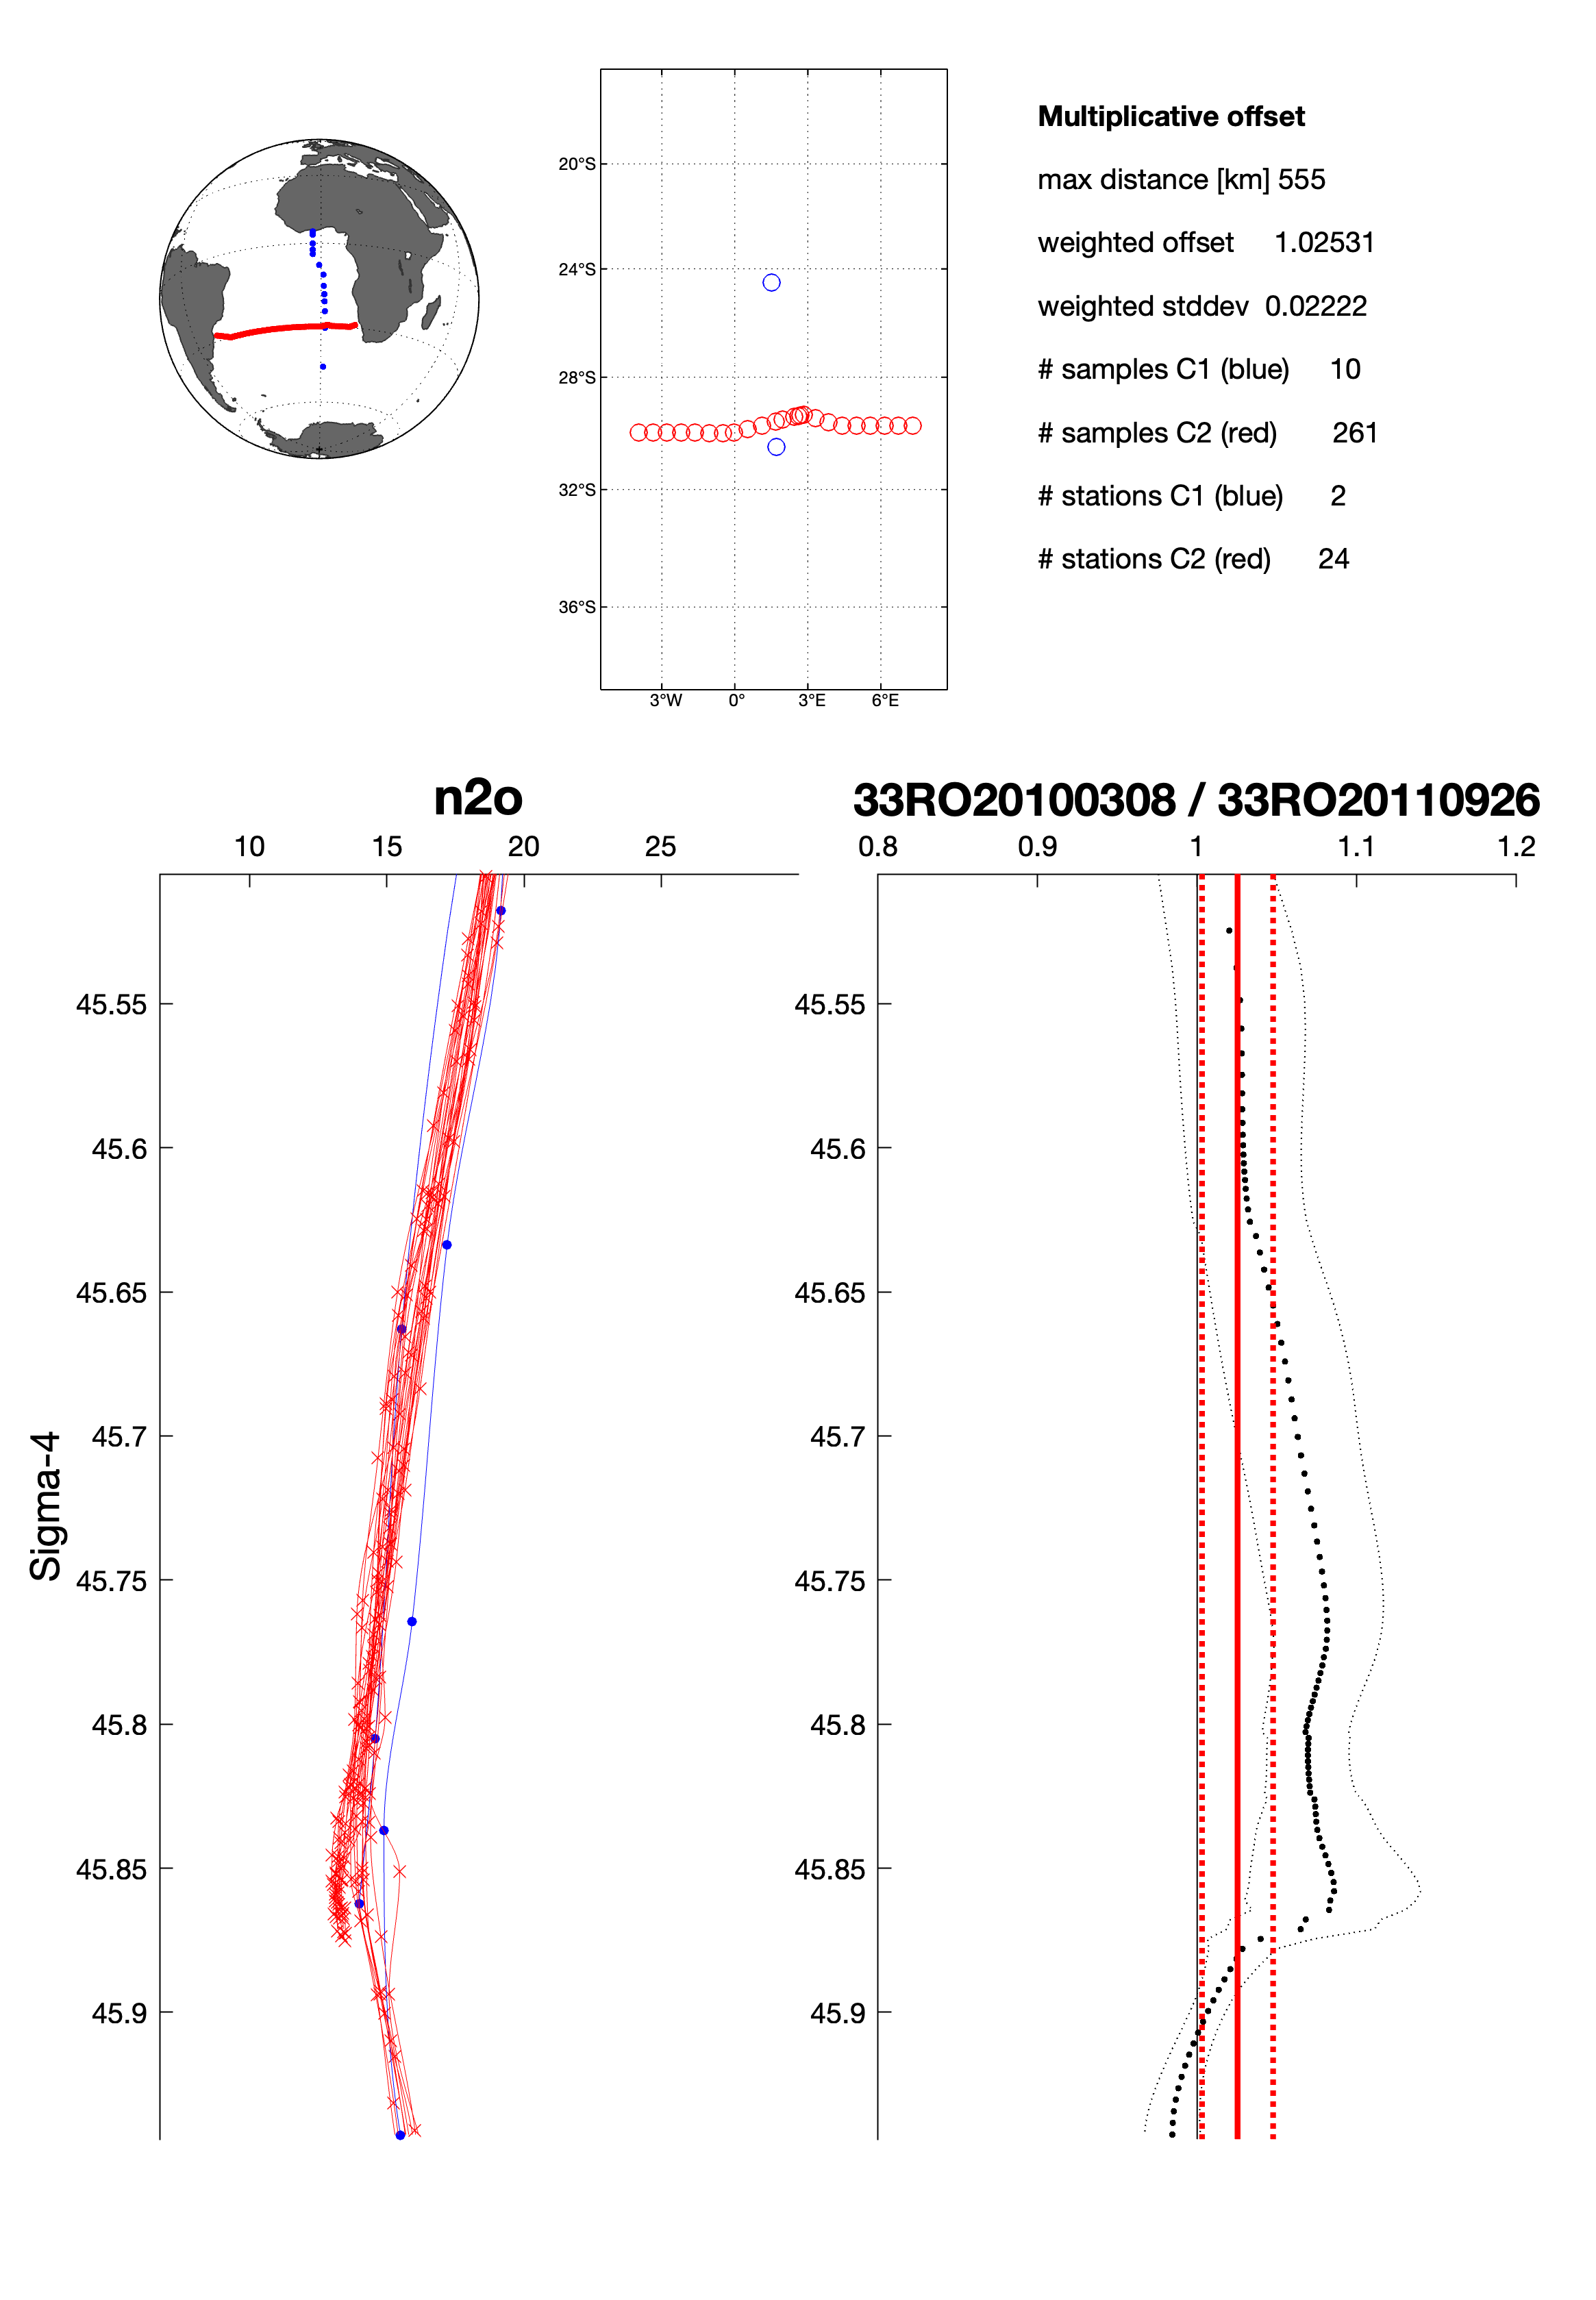 Multiplicative offset
max distance [km] 555
weighted offset 1.02531
weighted stddev 0.02222
# samples C1 (blue) 10
# samples C2 (red) 261
# stations C1 (blue) 2
# stations C2 (red) 24
20°S
24°S
28°S
32°S
36°S
3°W 0° 3°E 6°E
n2o
10 15 20 25
Sigma-4
45.55
45.6
45.65
45.7
45.75
45.8
45.85
45.9
33RO20100308 / 33RO20110926
0.8 0.9 1 1.1 1.2
45.55
45.6
45.65
45.7
45.75
45.8
45.85
45.9